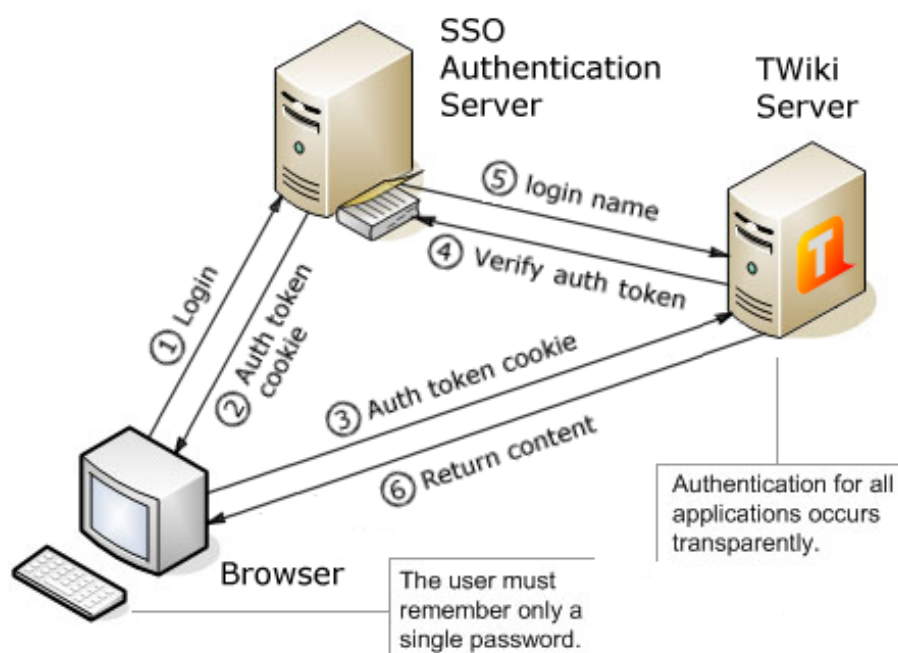 SSO
Authentication
Server
TWiki
Server
① Login
② Auth token
cookie
③ Auth token cookie
④ Verify auth token
⑤ login name
⑥ Return content
T
Browser
Authentication for all
applications occurs
transparently.
The user must
remember only a
single password.